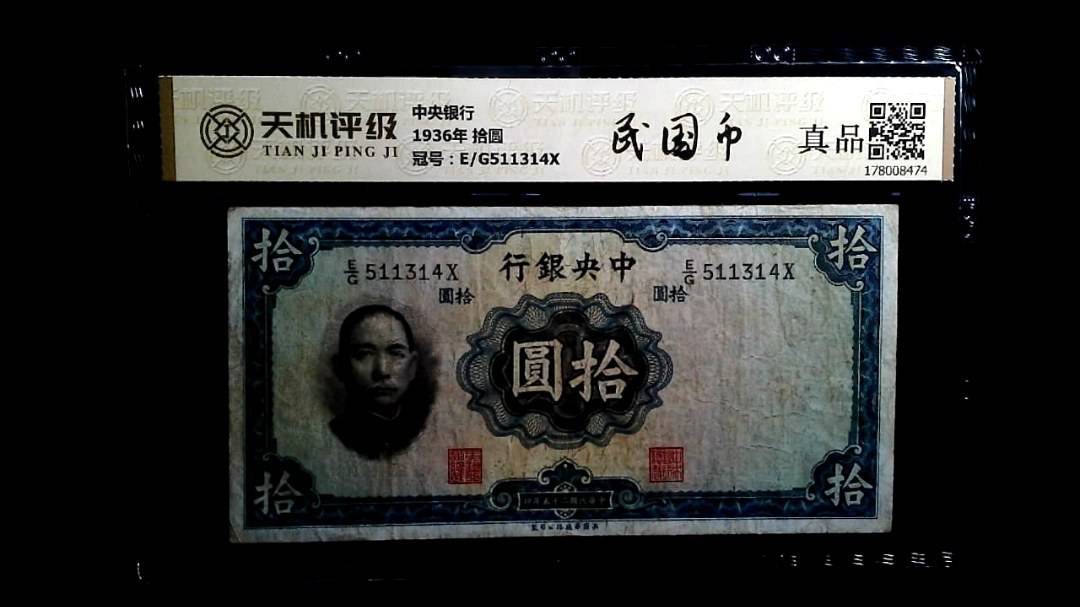 天机评级
TIAN JI PING JI
中央银行
1936年 拾圆
冠号：E/G511314X
民国币
真品
178008474
拾
拾
行銀央中
E/G 511314X
E/G 511314X
圓拾
圓拾
圓拾
拾
拾